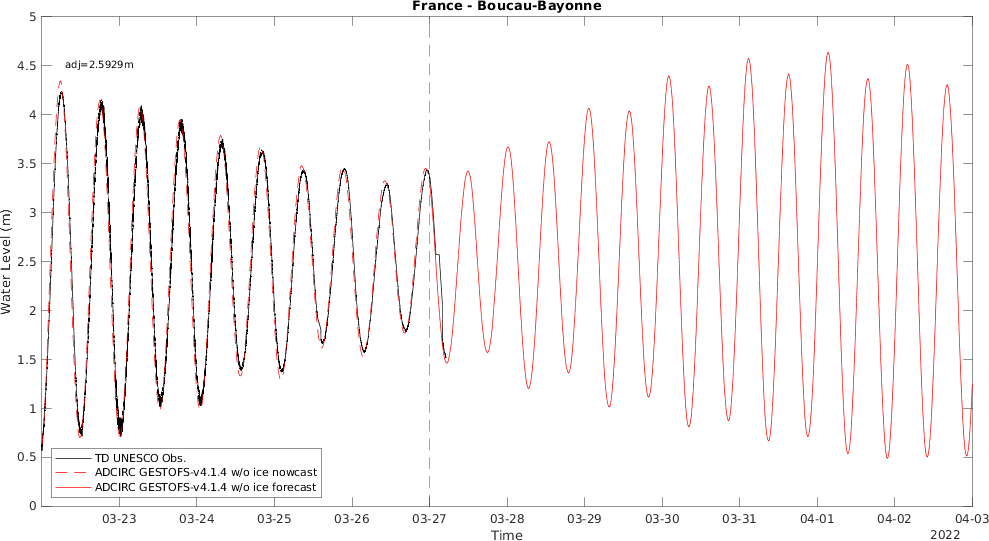 France - Boucau-Bayonne
adj=2.5929m
Water Level (m)
5
4.5
4
3.5
3
2.5
2
1.5
1
0.5
0
TD UNESCO Obs.
ADCIRC GESTOFS-v4.1.4 w/o ice nowcast
ADCIRC GESTOFS-v4.1.4 w/o ice forecast
03-23 03-24 03-25 03-26 03-27 03-28 03-29 03-30 03-31 04-01 04-02 04-03
Time
2022